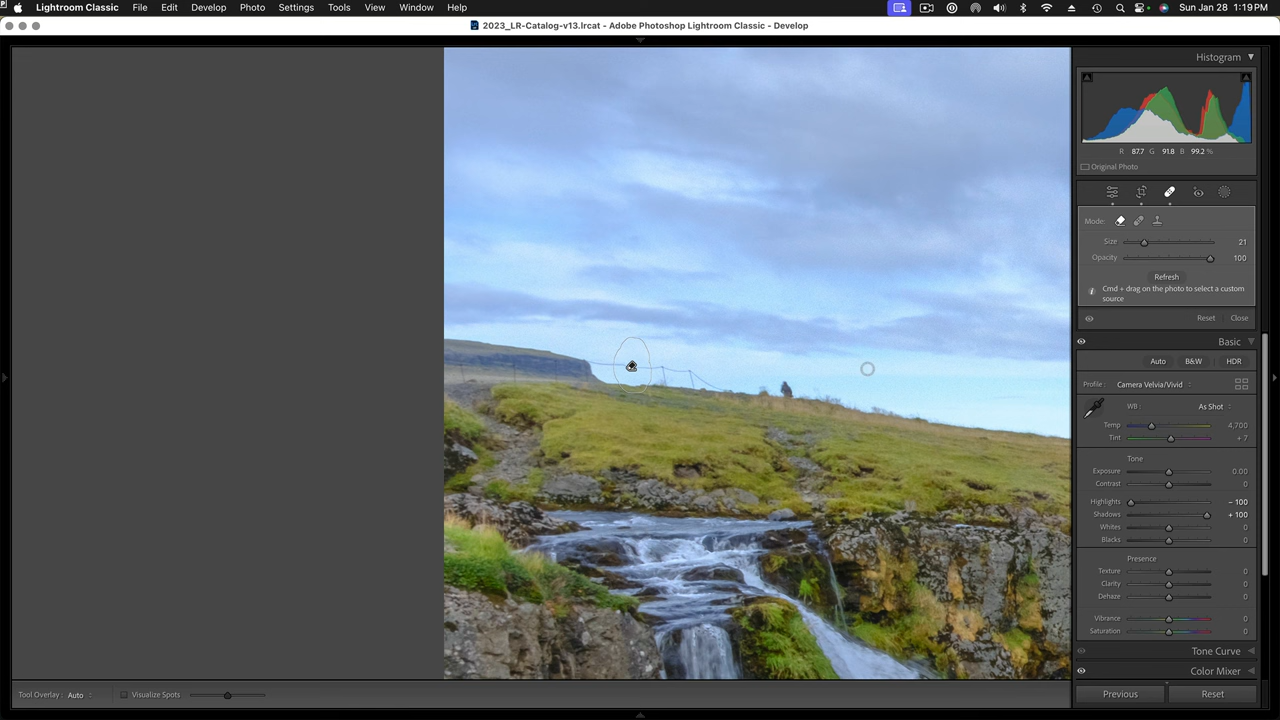 Lightroom Classic File Edit Develop Photo Settings Tools View Window Help Sun Jan 28 1:19 PM
2023_LR-Catalog-v13.lrcat - Adobe Photoshop Lightroom Classic - Develop
Histogram
R 87.7 G 91.8 B 99.2 %
Original Photo
Mode:
Size 21
Opacity 100
Refresh
Cmd + drag on the photo to select a custom
source
Reset Close
Basic
Auto B&W HDR
Profile : Camera Velvia/Vivid
WB: As Shot
Temp 4,700
Tint + 7
Tone
Exposure 0.00
Contrast 0
Highlights – 100
Shadows + 100
Whites 0
Blacks 0
Presence
Texture 0
Clarity 0
Dehaze 0
Vibrance 0
Saturation 0
Tone Curve
Color Mixer
Tool Overlay : Auto Visualize Spots Previous Reset